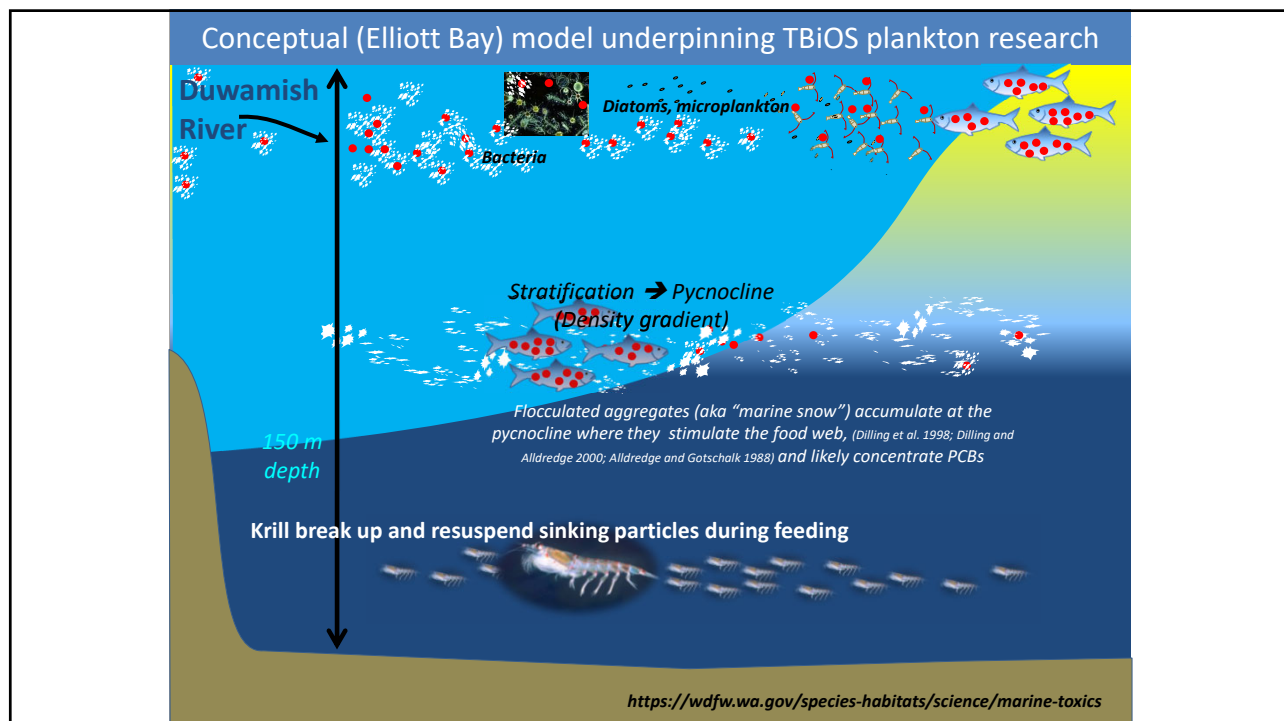 Conceptual (Elliott Bay) model underpinning TBiOS plankton research
Duwamish
River
Diatoms, microplankton
Bacteria
Stratification ➔ Pycnocline
(Density gradient)
Flocculated aggregates (aka “marine snow”) accumulate at the
pycnocline where they stimulate the food web, (Dilling et al. 1998; Dilling and
Alldredge 2000; Alldredge and Gotschalk 1988) and likely concentrate PCBs
150 m
depth
Krill break up and resuspend sinking particles during feeding
https://wdfw.wa.gov/species-habitats/science/marine-toxics